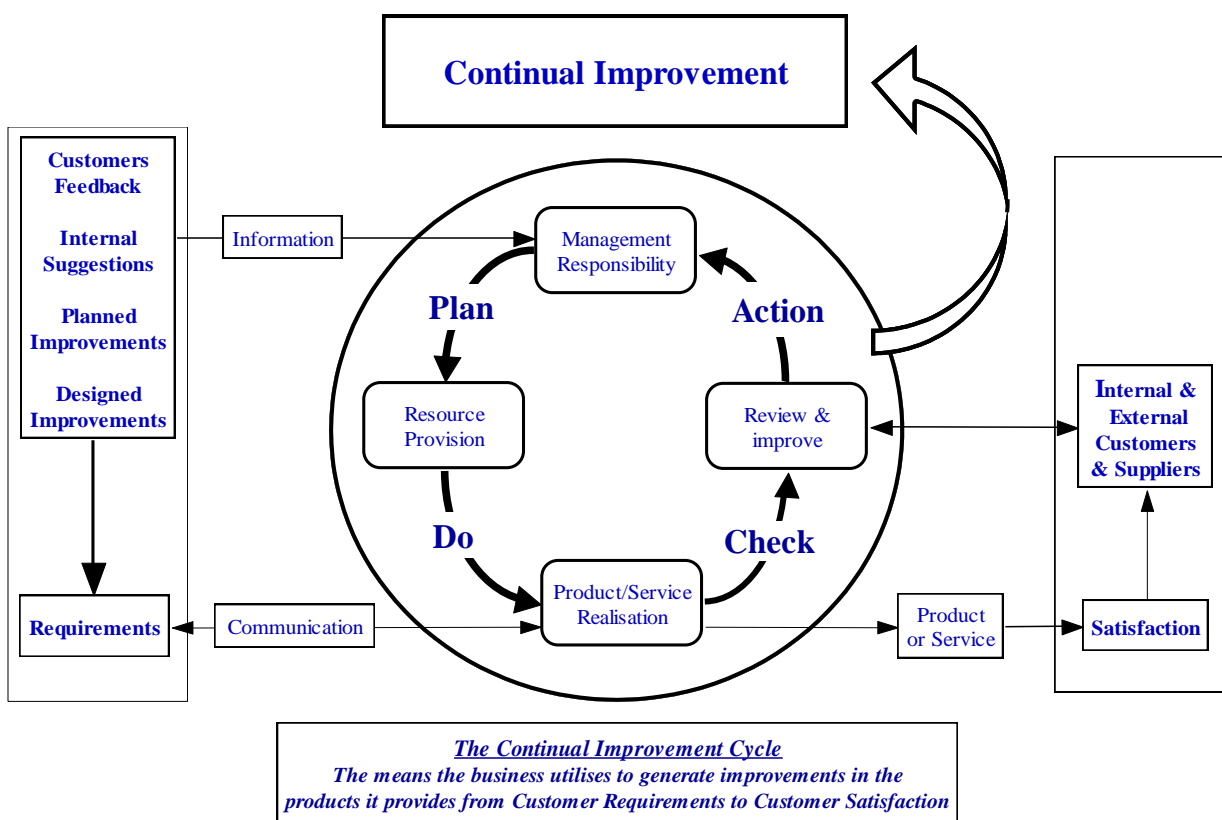 Continual Improvement
Customers
Feedback
Internal
Suggestions
Planned
Improvements
Designed
Improvements
Information
Management
Responsibility
Plan
Action
Resource
Provision
Review &
improve
Internal &
External
Customers
& Suppliers
Do
Check
Product/Service
Realisation
Requirements
Communication
Product
or Service
Satisfaction
The Continual Improvement Cycle
The means the business utilises to generate improvements in the
products it provides from Customer Requirements to Customer Satisfaction